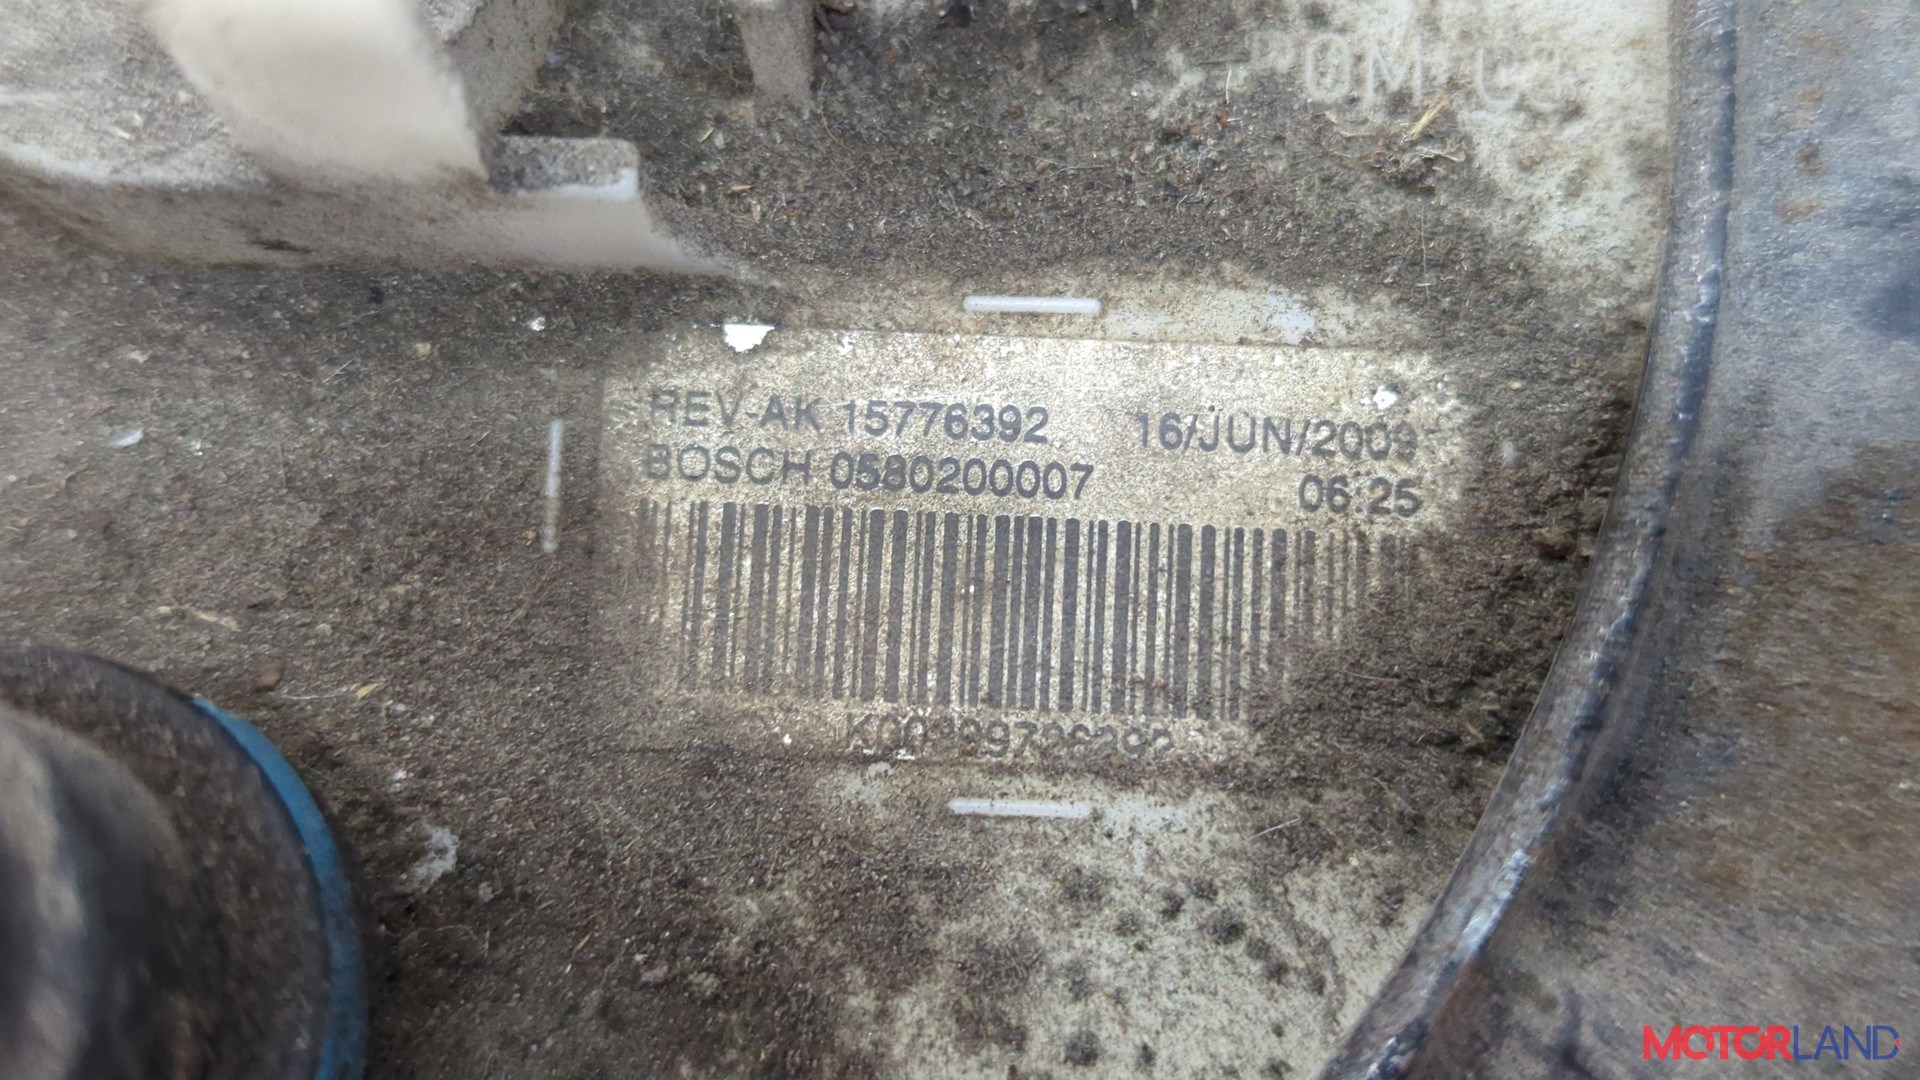 REV-AK 15776392 16/JUN/2009
BOSCH 0580200007 06:25
MOTORLAND